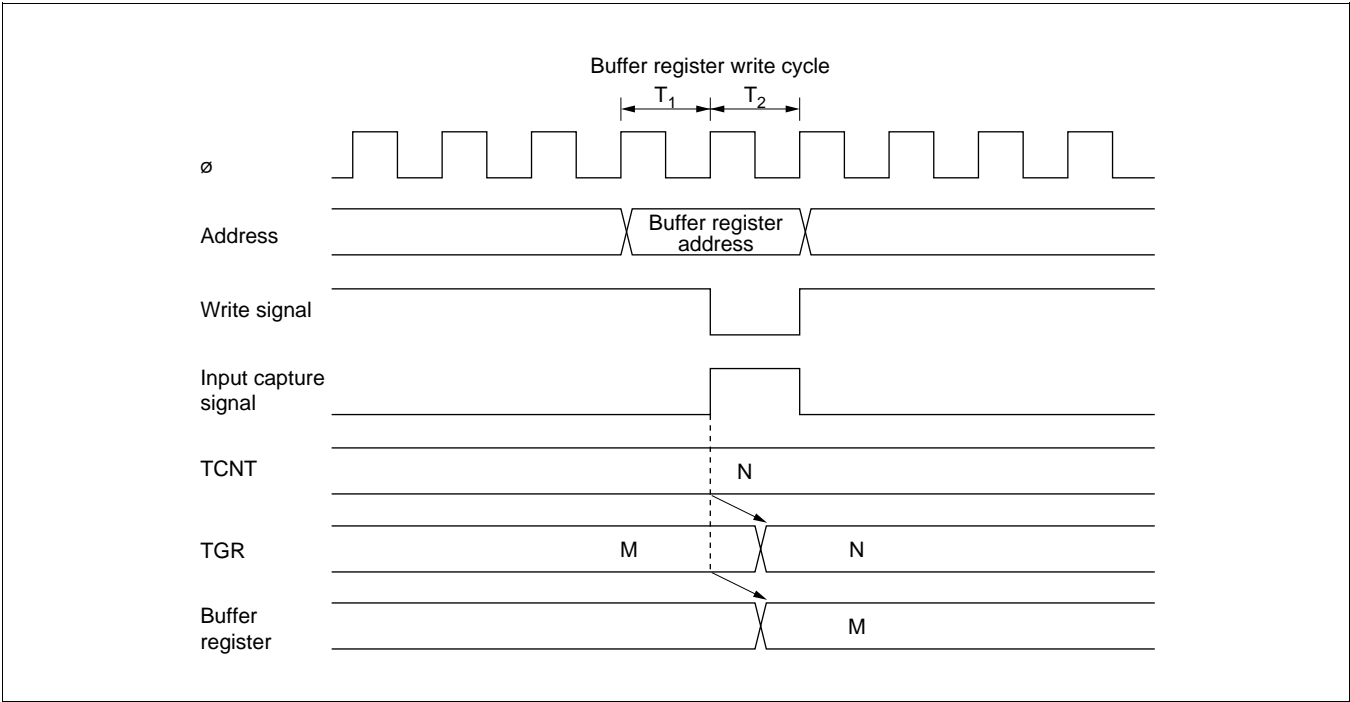 Buffer register write cycle
T1 T2
ø
Address
Buffer register
address
Write signal
Input capture
signal
TCNT
N
TGR
M
N
Buffer
register
M